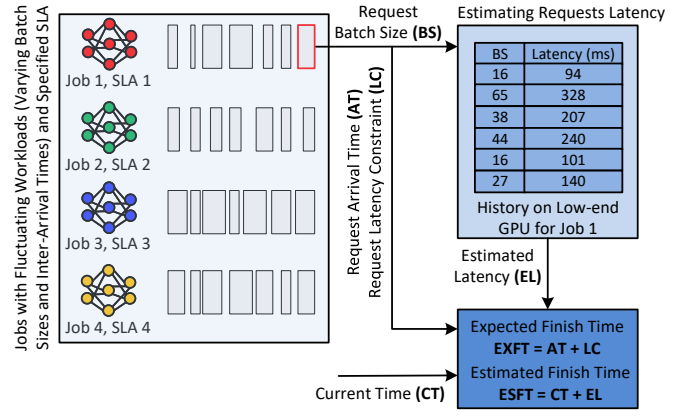 Jobs with Fluctuating Workloads (Varying Batch
Sizes and Inter-Arrival Times) and Specified SLA
Job 1, SLA 1
Job 2, SLA 2
Job 3, SLA 3
Job 4, SLA 4
Request
Batch Size (BS)
Request Arrival Time (AT)
Request Latency Constraint (LC)
Estimating Requests Latency
BS Latency (ms)
16 94
65 328
38 207
44 240
16 101
27 140
History on Low-end
GPU for Job 1
Estimated
Latency (EL)
Expected Finish Time
EXFT = AT + LC
Estimated Finish Time
ESFT = CT + EL
Current Time (CT)